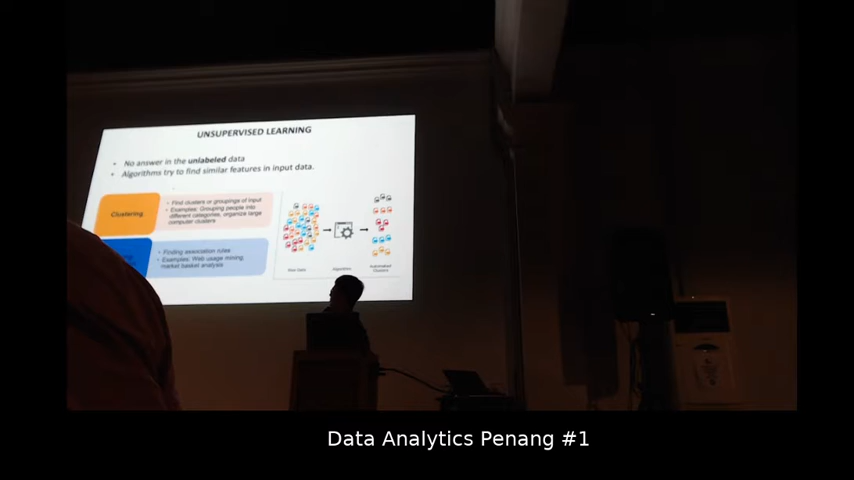 UNSUPERVISED LEARNING
• No answer in the unlabeled data
• Algorithms try to find similar features in input data.
Clustering
• Find clusters or groupings of input
• Examples: Grouping people into
different categories, organize large
computer clusters
• Finding association rules
• Examples: Web usage mining
market basket analysis
Raw Data
Algorithm
Automatised
Clusters
Data Analytics Penang #1